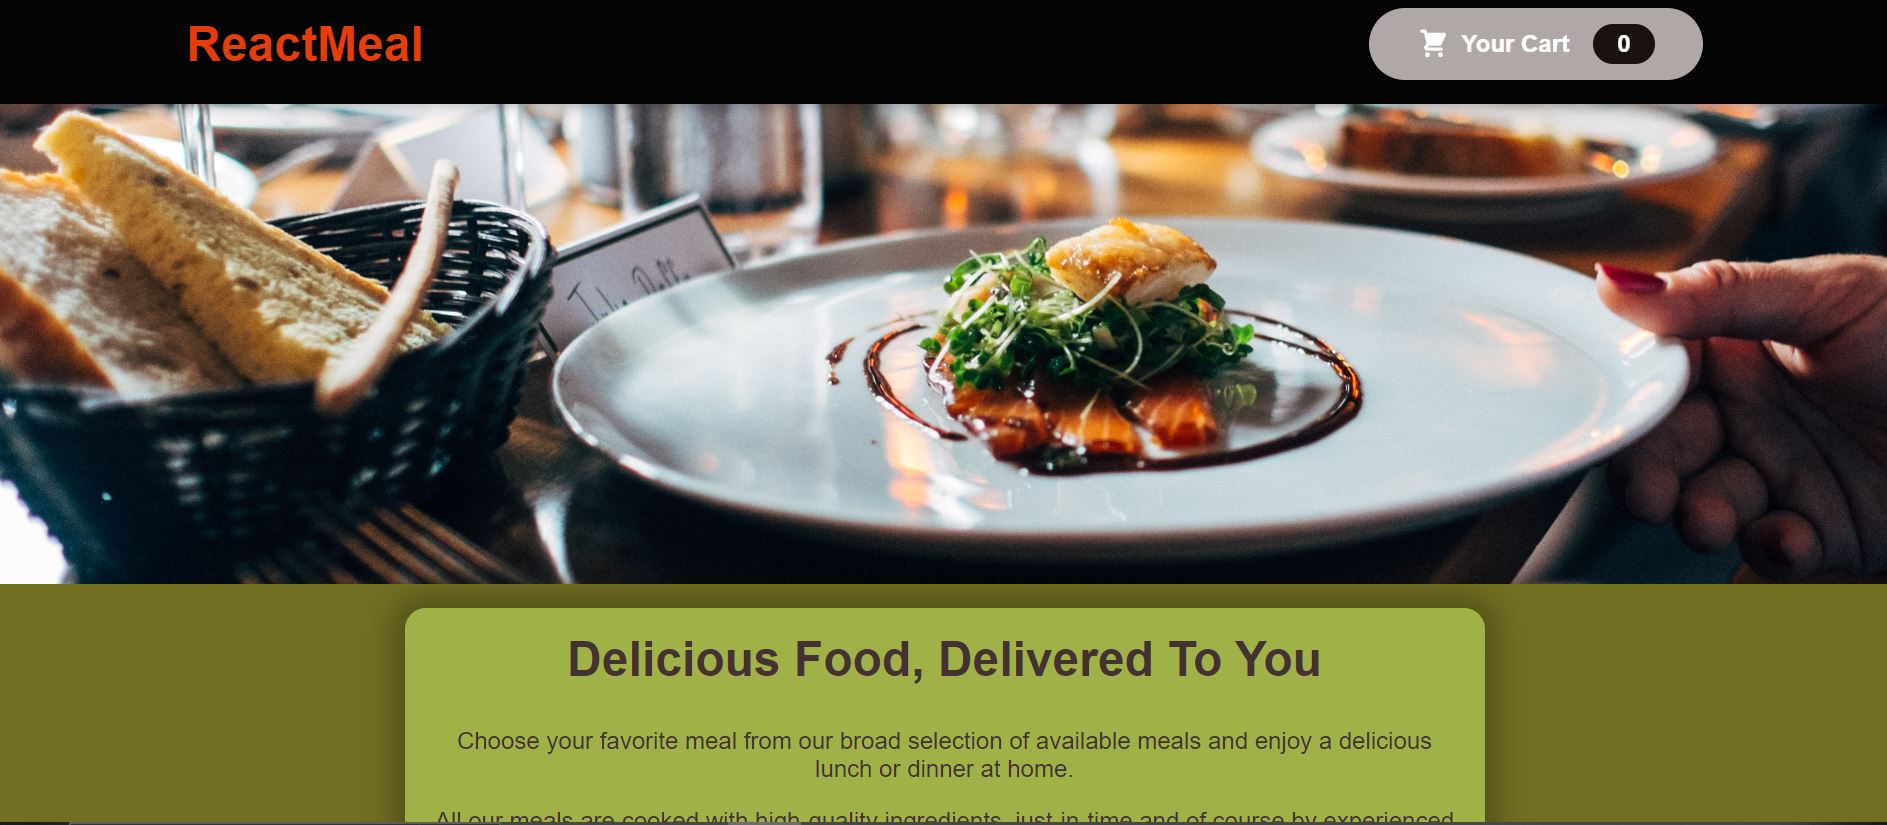 ReactMeal
Your Cart 0
Delicious Food, Delivered To You
Choose your favorite meal from our broad selection of available meals and enjoy a delicious
lunch or dinner at home.
All our meals are cooked with high-quality ingredients, just-in-time and of course by experienced